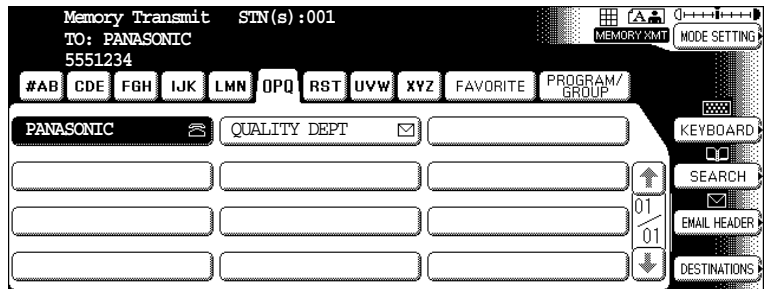 Memory Transmit STN(s):001
TO: PANASONIC
5551234
MEMORY XMT
MODE SETTING
#AB CDE FGH IJK LMN OPQ RST UVW XYZ FAVORITE PROGRAM/
GROUP
PANASONIC QUALITY DEPT
KEYBOARD
SEARCH
01
/
01
EMAIL HEADER
DESTINATIONS